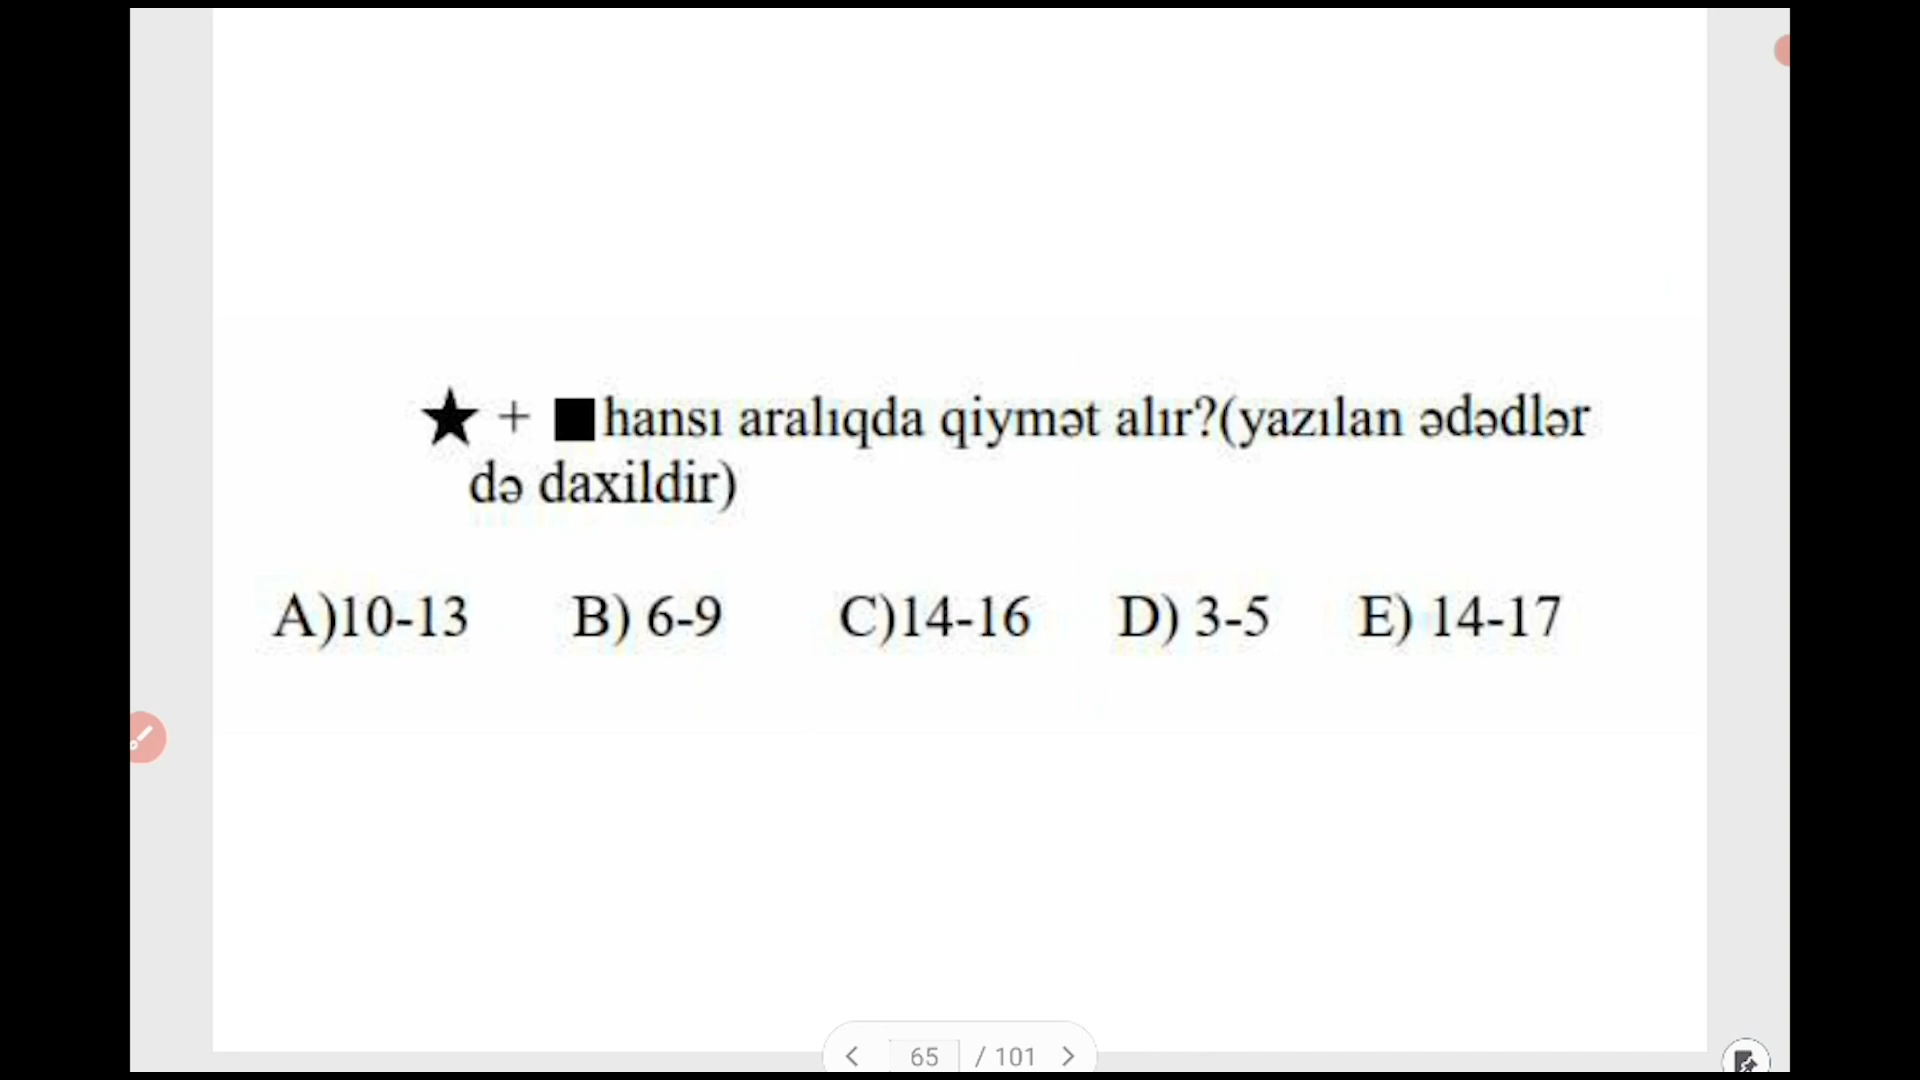 ★ + ■ hansı aralıqda qiymət alır?(yazılan ədədlər
də daxildir)
A)10-13 B) 6-9 C)14-16 D) 3-5 E) 14-17
65 / 101